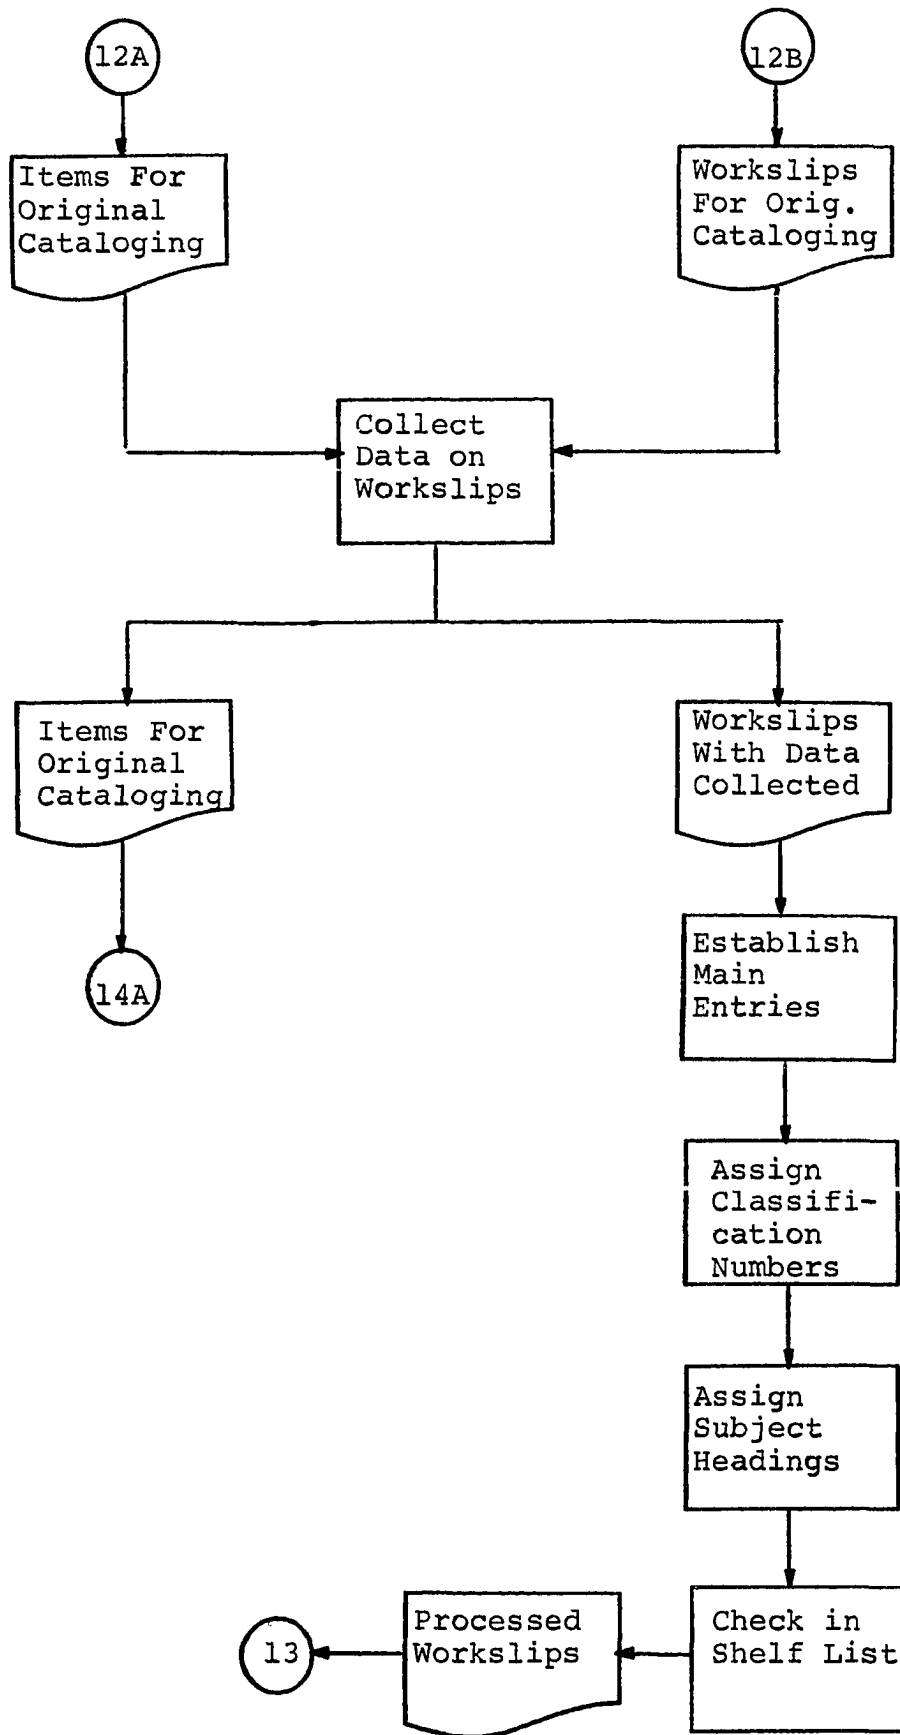 12A
12B
Items For
Original
Cataloging
Workslips
For Orig.
Cataloging
Collect
Data on
Workslips
Items For
Original
Cataloging
Workslips
With Data
Collected
14A
Establish
Main
Entries
Assign
Classifi-
cation
Numbers
Assign
Subject
Headings
Check in
Shelf List
Processed
Workslips
13